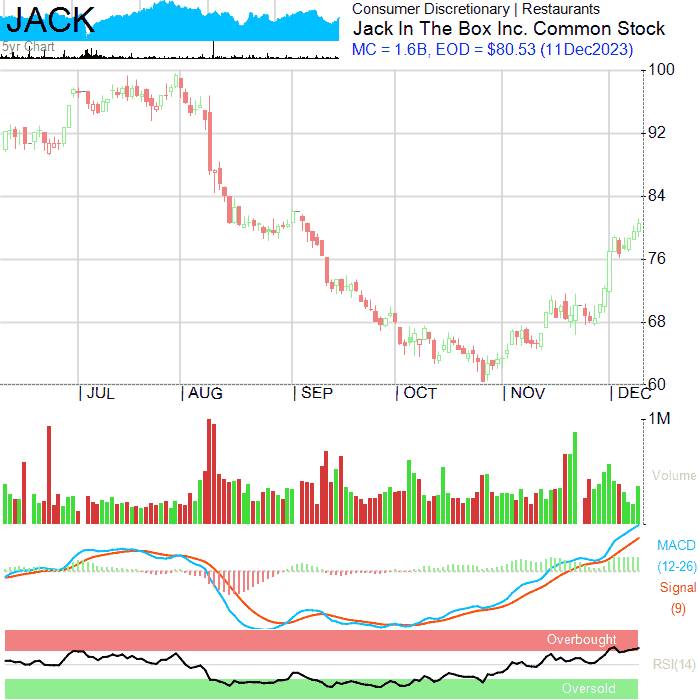 JACK
Consumer Discretionary | Restaurants
Jack In The Box Inc. Common Stock
MC = 1.6B, EOD = $80.53 (11Dec2023)
5yr Chart
100
92
84
76
68
60
JUL AUG SEP OCT NOV DEC
1M
Volume
MACD
(12-26)
Signal
(9)
Overbought
RSI(14)
Oversold